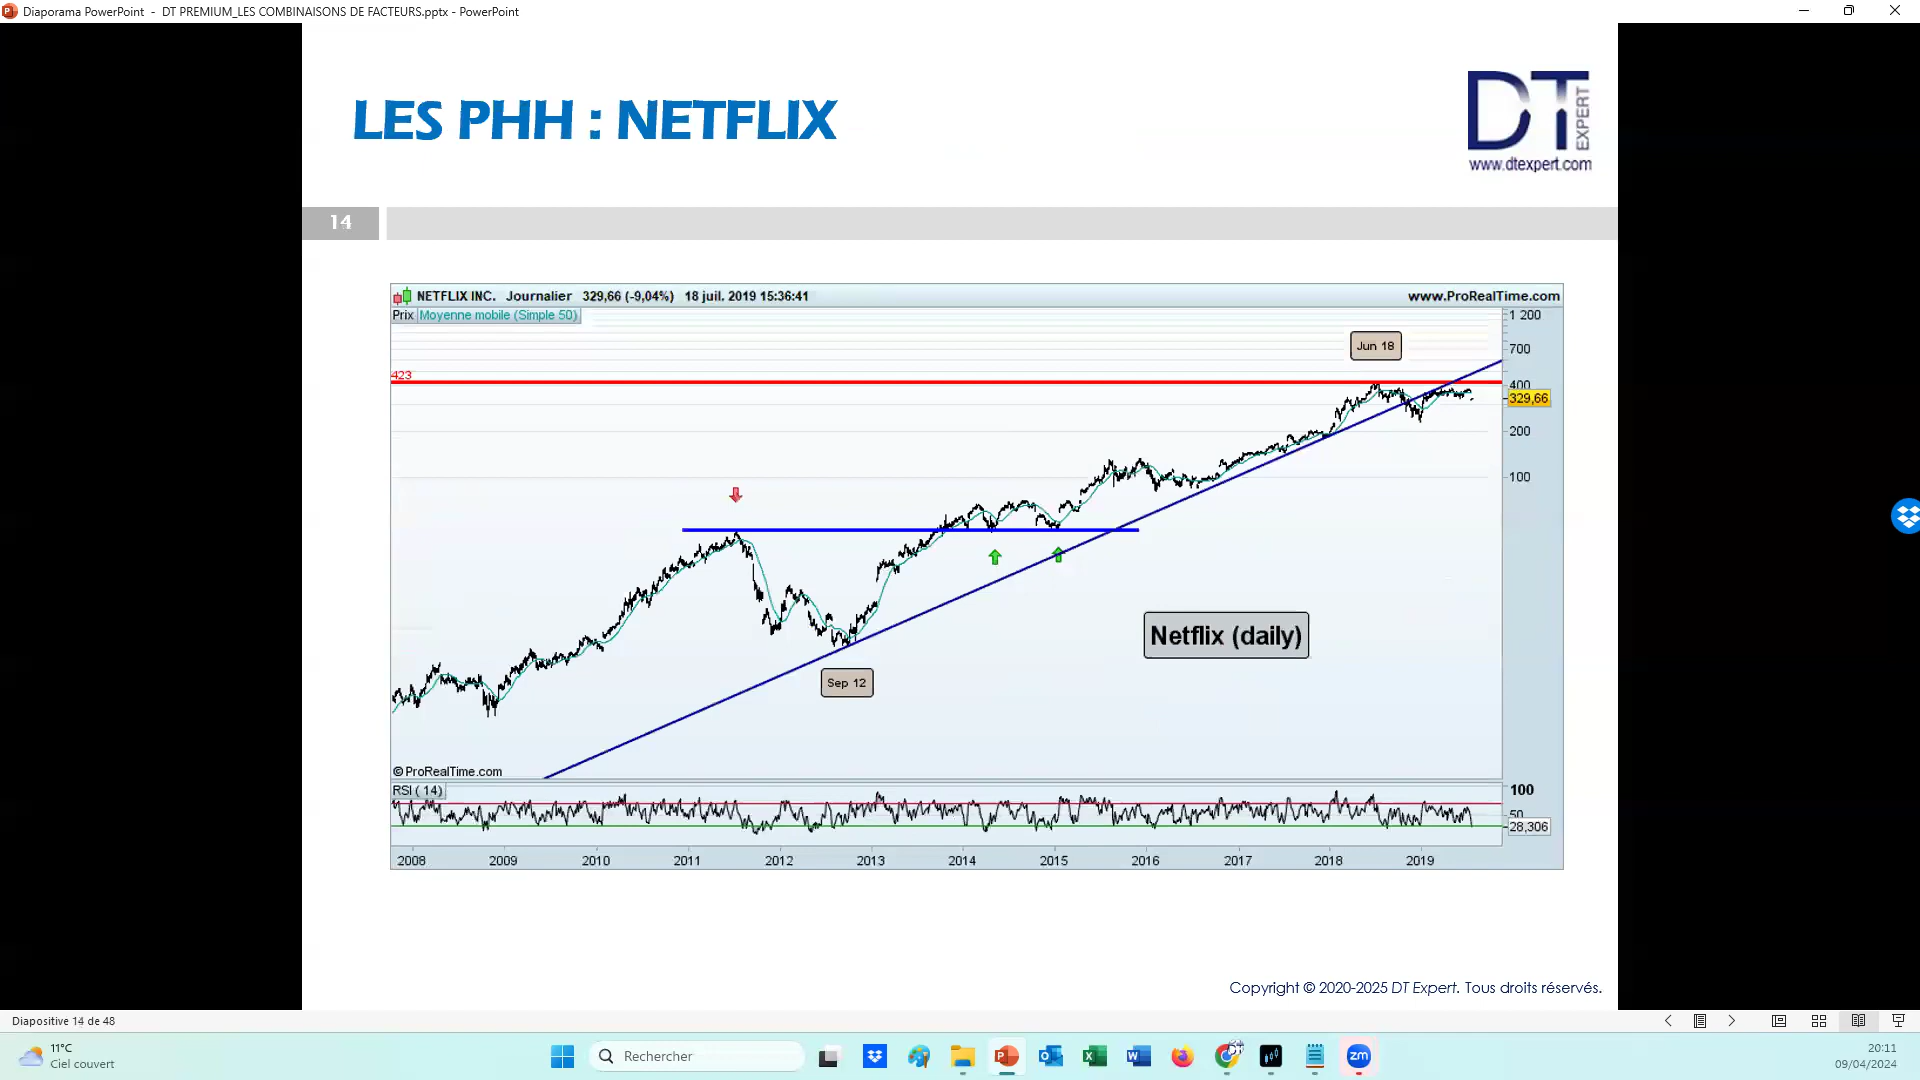 Diaporama PowerPoint - DT PREMIUM_LES COMBINAISONS DE FACTEURS.pptx - PowerPoint
LES PHH : NETFLIX
DT EXPERT
www.dtexpert.com
14
NETFLIX INC. Journalier 329,66 (-9,04%) 18 juil. 2019 15:36:41
www.ProRealTime.com
Prix Moyenne mobile (Simple 50)
1 200
Jun 18
700
423
400
329,66
200
100
Netflix (daily)
Sep 12
©ProRealTime.com
RSI ( 14)
100
50
28,306
2008 2009 2010 2011 2012 2013 2014 2015 2016 2017 2018 2019
Copyright © 2020-2025 DT Expert. Tous droits réservés.
Diapositive 14 de 48
11°C
Ciel couvert
Rechercher
zm
20:11
09/04/2024